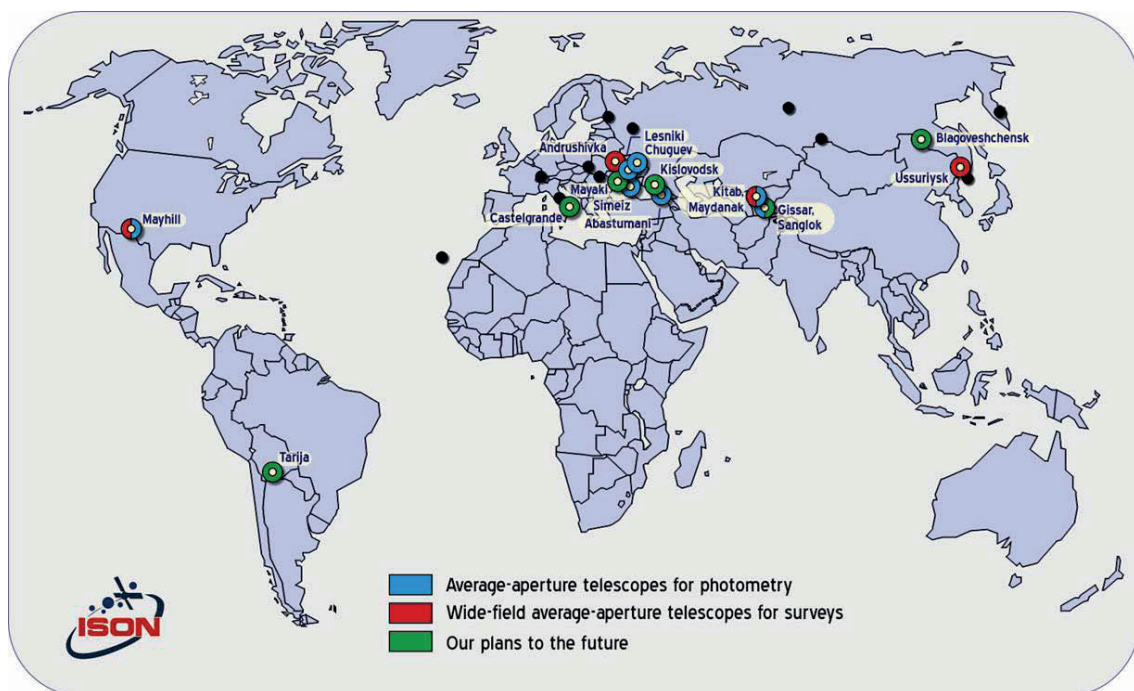 Lesniki
Andrushivka
Chuguev
Blagoveshchensk
Kislovodsk
Ussuriysk
Mayaki
Kitab,
Mayhill
Simeiz
Maydanak
Castelgrande
Gissar,
Abastumani
Sanglok
Tarija
Average-aperture telescopes for photometry
Wide-field average-aperture telescopes for surveys
Our plans to the future
ISON